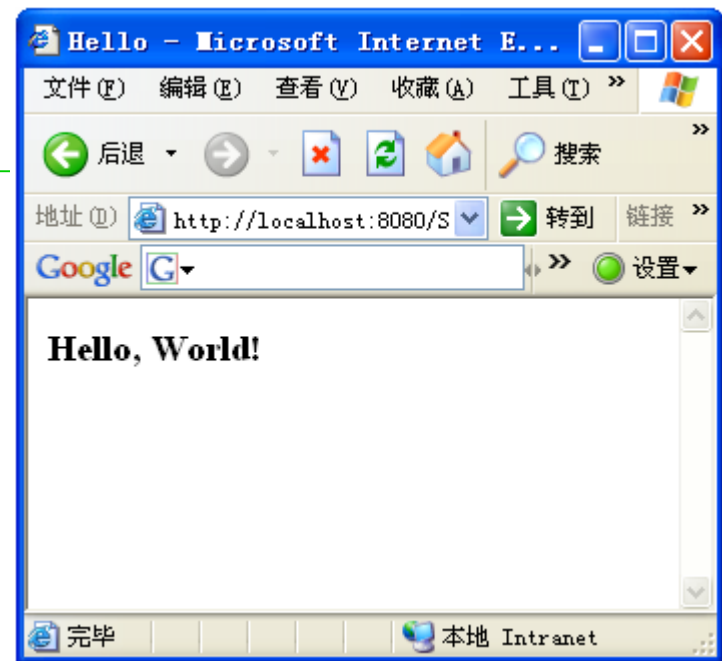 Hello - Microsoft Internet E...
文件(F) 编辑(E) 查看(V) 收藏(A) 工具(T) »
后退 搜索 »
地址(D) http://localhost:8080/S 转到 链接 »
Google G » 设置
Hello, World!
完毕 本地 Intranet